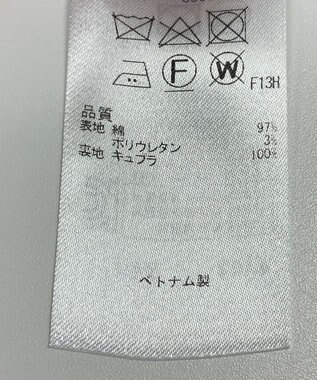 F W F13H
品質
表地 綿 97%
ポリウレタン 3%
裏地 キュプラ 100%
ベトナム製